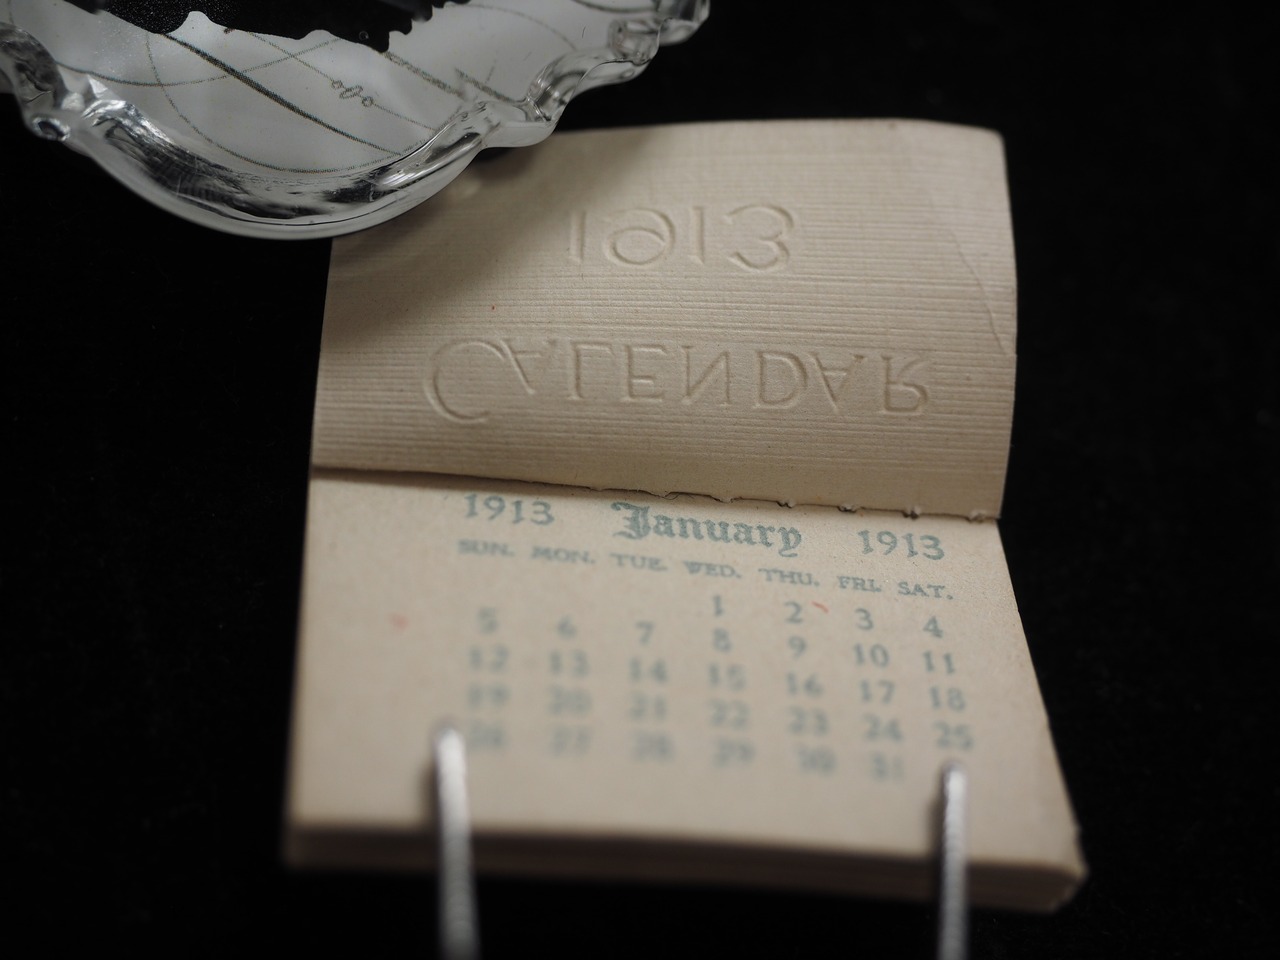 1913
CALENDAR
1913 January 1913
SUN. MON. TUE. WED. THU. FRI. SAT.
1 2 3 4
5 6 7 8 9 10 11
12 13 14 15 16 17 18
19 20 21 22 23 24 25
26 27 28 29 30 31